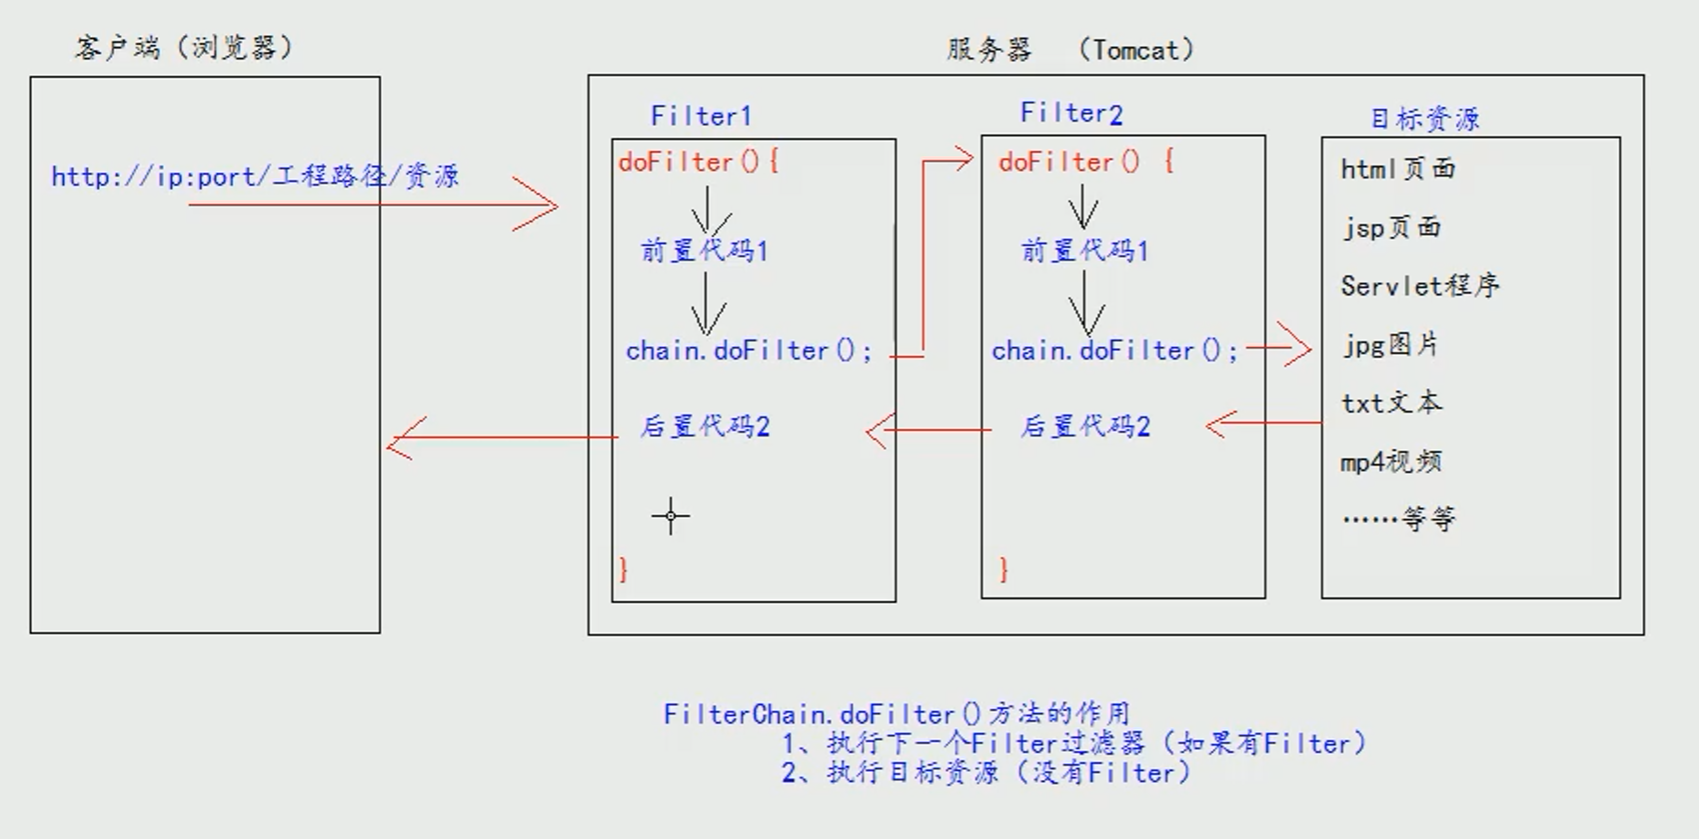 客户端（浏览器）
服务器 （Tomcat）
http://ip:port/工程路径/资源
Filter1
doFilter(){
前置代码1
chain.doFilter();
后置代码2
}
Filter2
doFilter() {
前置代码1
chain.doFilter();
后置代码2
}
目标资源
html页面
jsp页面
Servlet程序
jpg图片
txt文本
mp4视频
……等等
FilterChain.doFilter()方法的作用
1、执行下一个Filter过滤器（如果有Filter）
2、执行目标资源（没有Filter）